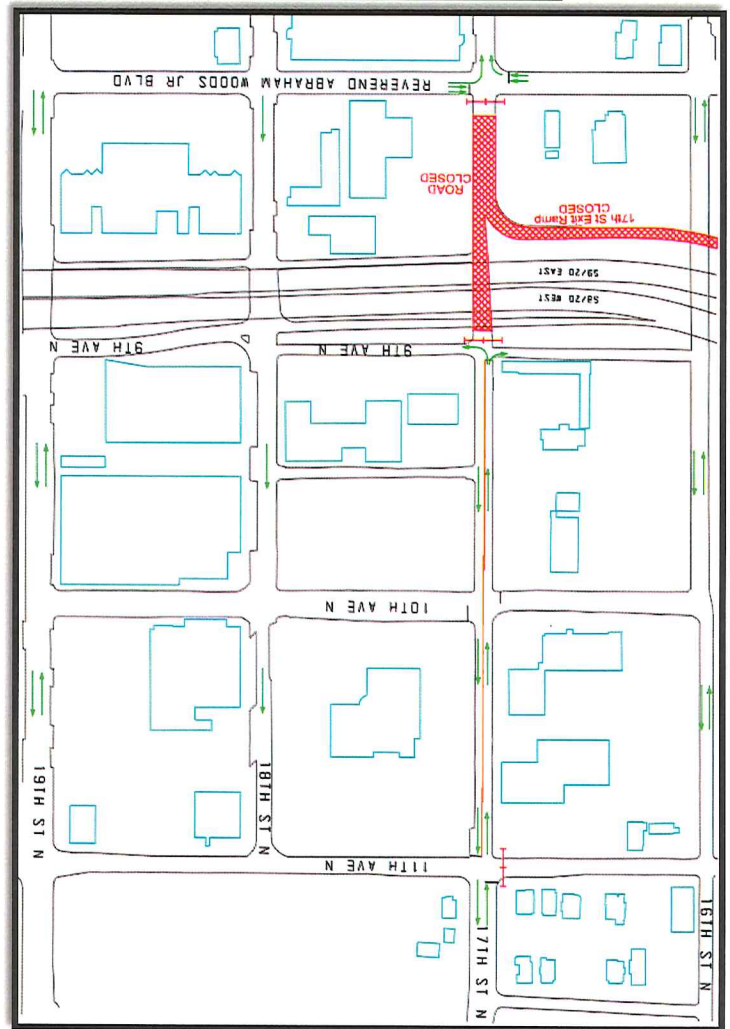 16TH ST N
17TH ST N
11TH AVE N
18TH ST N
19TH ST N
10TH AVE N
9TH AVE N
9TH AVE N
58/20 WEST
59/20 EAST
17th St Exit Ramp
CLOSED
ROAD
CLOSED
REVEREND ABRAHAM WOODS JR BLVD